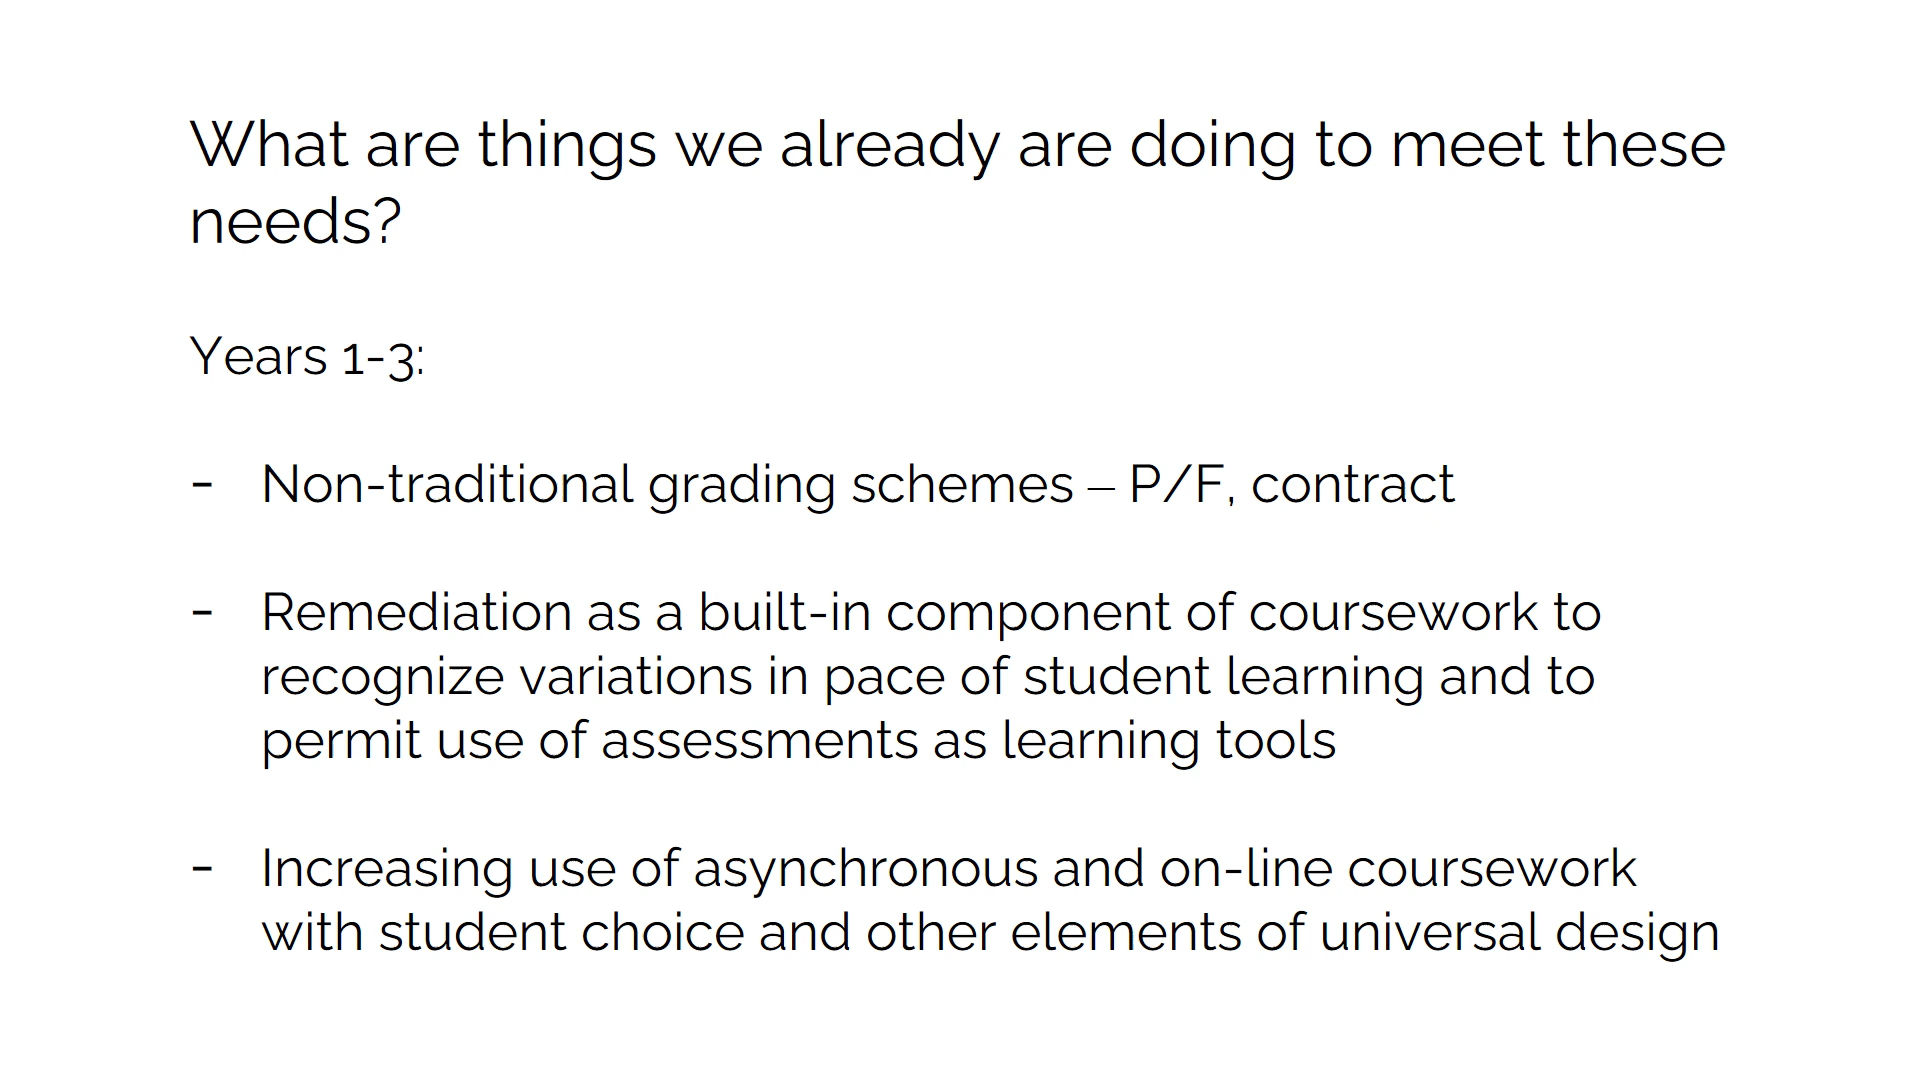 What are things we already are doing to meet these
needs?
Years 1-3:
- Non-traditional grading schemes – P/F, contract
- Remediation as a built-in component of coursework to
recognize variations in pace of student learning and to
permit use of assessments as learning tools
- Increasing use of asynchronous and on-line coursework
with student choice and other elements of universal design